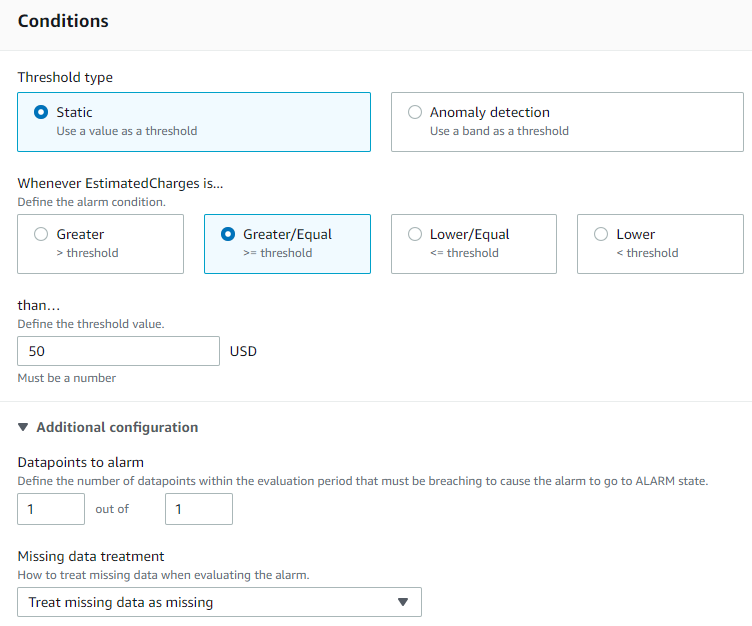 Conditions
Threshold type
Static
Use a value as a threshold
Anomaly detection
Use a band as a threshold
Whenever EstimatedCharges is...
Define the alarm condition.
Greater
> threshold
Greater/Equal
>= threshold
Lower/Equal
<= threshold
Lower
< threshold
than...
Define the threshold value.
50 USD
Must be a number
Additional configuration
Datapoints to alarm
Define the number of datapoints within the evaluation period that must be breaching to cause the alarm to go to ALARM state.
1 out of 1
Missing data treatment
How to treat missing data when evaluating the alarm.
Treat missing data as missing